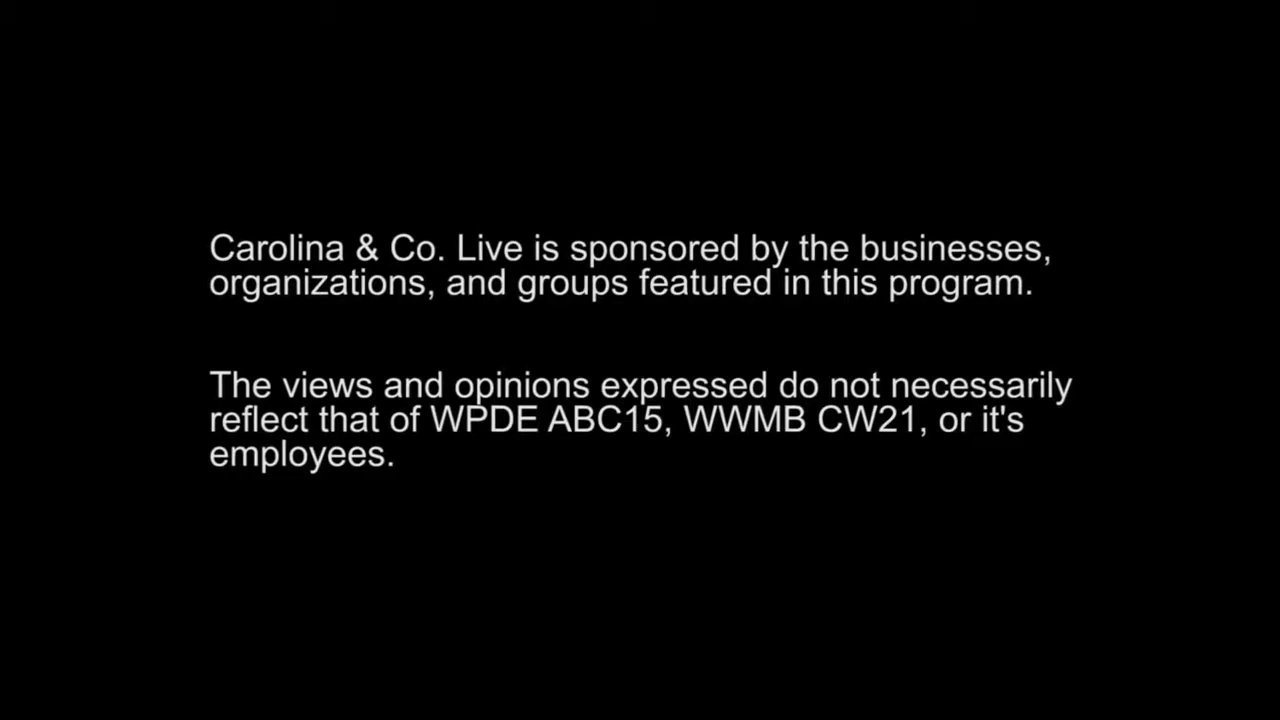 Carolina & Co. Live is sponsored by the businesses,
organizations, and groups featured in this program.
The views and opinions expressed do not necessarily
reflect that of WPDE ABC15, WWMB CW21, or it's
employees.